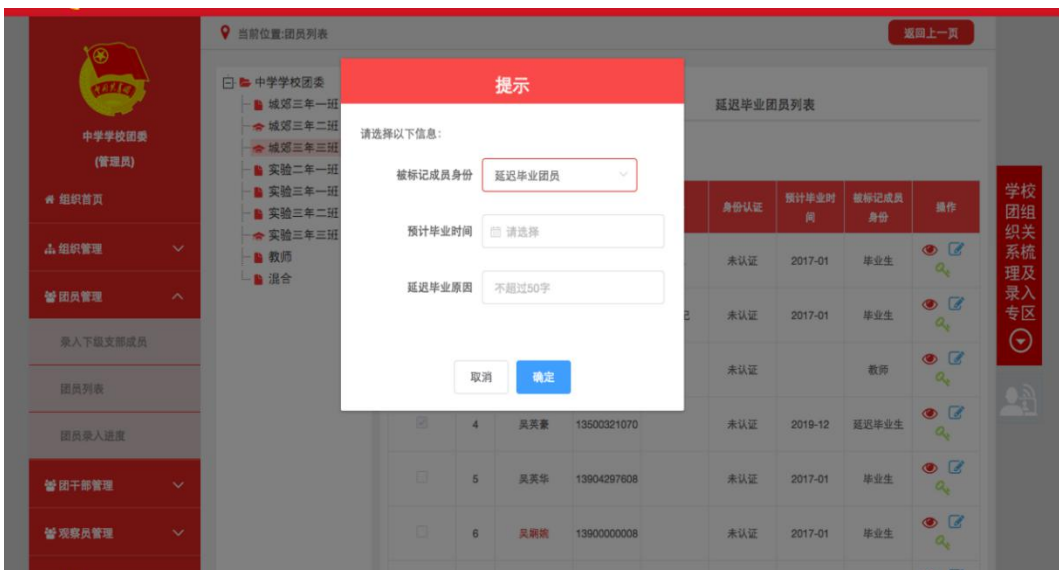 当前位置:团员列表
返回上一页
中学学校团委
(管理员)
组织首页
组织管理
团员管理
录入下级支部成员
团员列表
团员录入进度
团干部管理
观察员管理
中学学校团委
城郊三年一班
城郊三年二班
城郊三年三班
实验二年一班
实验三年一班
实验三年二班
实验三年三班
教师
混合
提示
请选择以下信息:
被标记成员身份 延迟毕业团员
预计毕业时间 请选择
延迟毕业原因 不超过50字
取消 确定
延迟毕业团员列表
身份认证 预计毕业时间 被标记成员身份 操作
未认证 2017-01 毕业生
记 未认证 2017-01 毕业生
未认证 教师
4 吴英豪 13500321070 未认证 2019-12 延迟毕业生
5 吴英华 13904297608 未认证 2017-01 毕业生
6 吴婉婉 13900000008 未认证 2017-01 毕业生
学校
团组
织关
系梳
理及
录入
专区